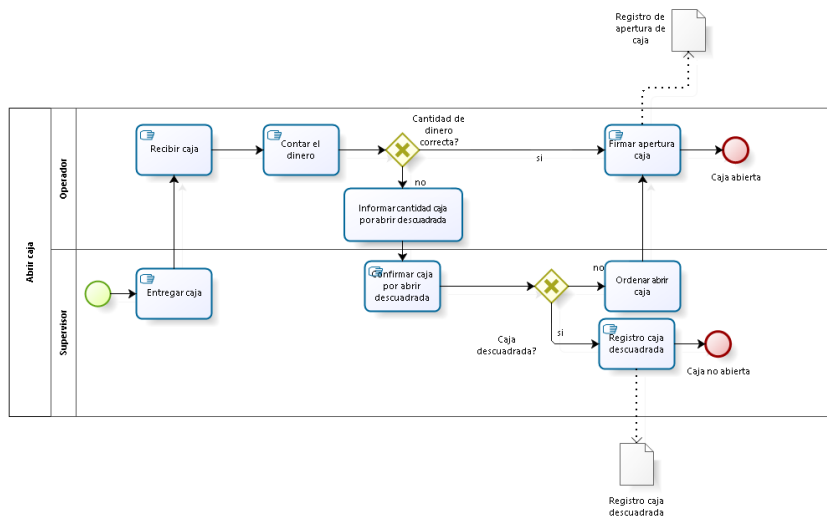 Registro de
apertura de
caja
Abrir caja
Operador
Recibir caja
Contar el
dinero
Cantidad de
dinero
correcta?
si
no
Firmar apertura
caja
Caja abierta
Informar cantidad caja
por abrir descuadrada
Supervisor
Entregar caja
Confirmar caja
por abrir
descuadrada
no
Ordenar abrir
caja
Caja
descuadrada?
si
Registro caja
descuadrada
Caja no abierta
Registro caja
descuadrada